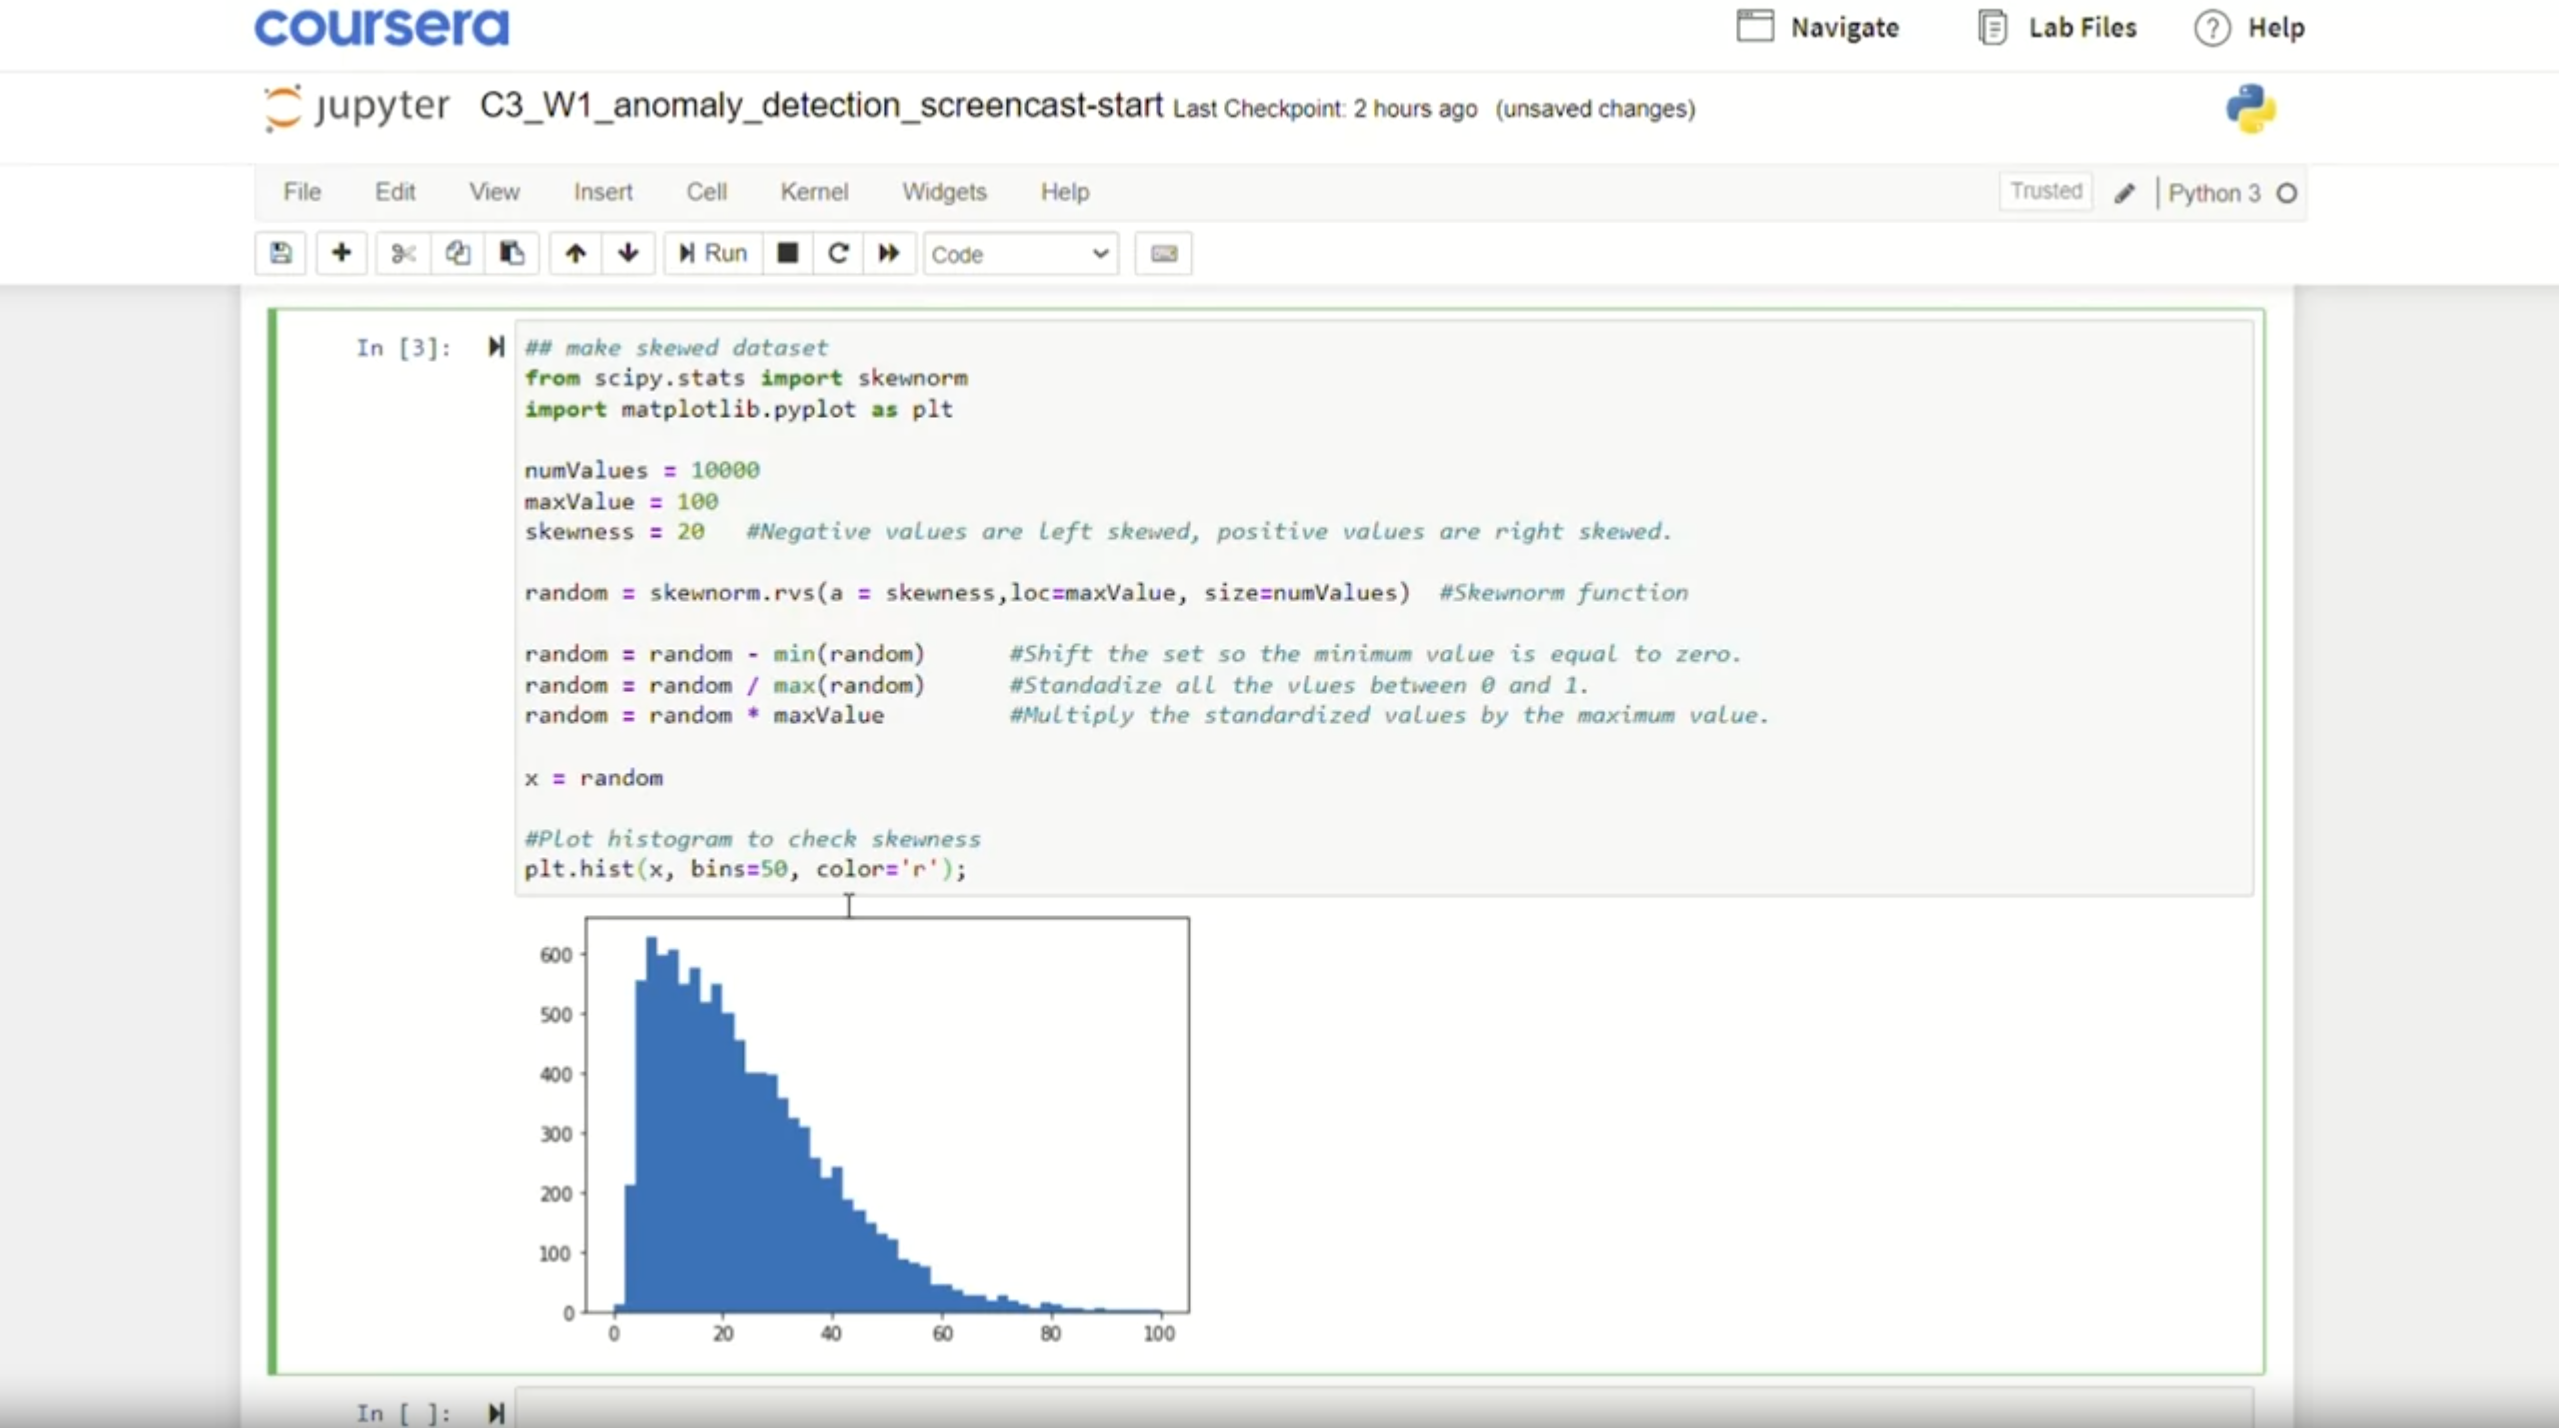 coursera
Navigate Lab Files Help
jupyter C3_W1_anomaly_detection_screencast-start Last Checkpoint: 2 hours ago (unsaved changes)
File Edit View Insert Cell Kernel Widgets Help Trusted Python 3
Run Code
In [3]:
## make skewed dataset
from scipy.stats import skewnorm
import matplotlib.pyplot as plt
numValues = 10000
maxValue = 100
skewness = 20 #Negative values are left skewed, positive values are right skewed.
random = skewnorm.rvs(a = skewness,loc=maxValue, size=numValues) #Skewnorm function
random = random - min(random) #Shift the set so the minimum value is equal to zero.
random = random / max(random) #Standadize all the vlues between 0 and 1.
random = random * maxValue #Multiply the standardized values by the maximum value.
x = random
#Plot histogram to check skewness
plt.hist(x, bins=50, color='r');
600
500
400
300
200
100
0
0 20 40 60 80 100
In [ ]: